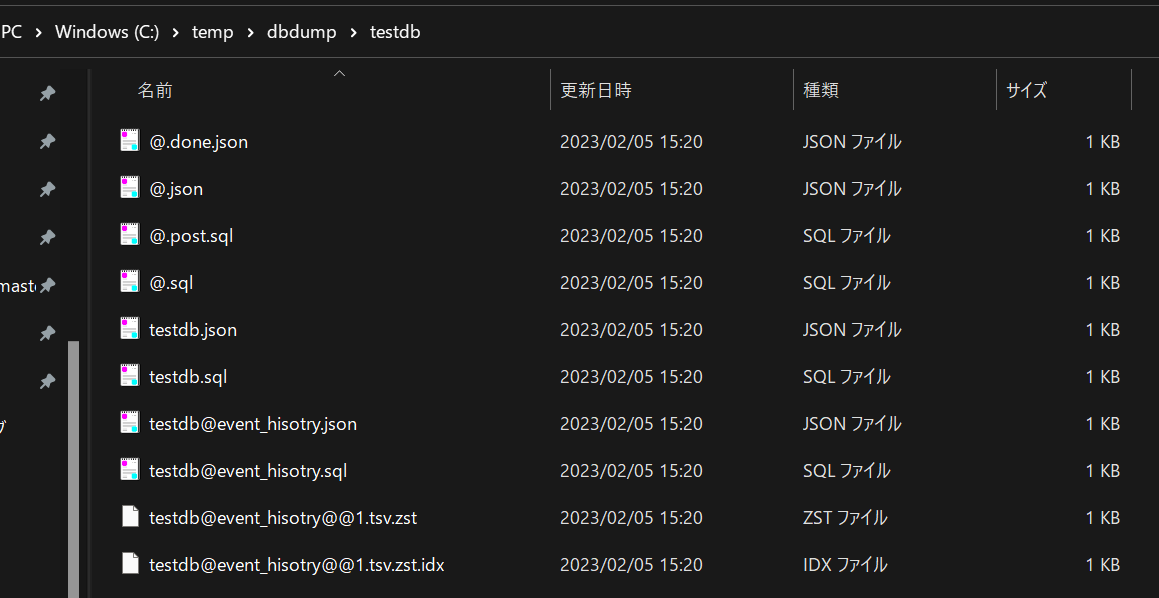 PC > Windows (C:) > temp > dbdump > testdb
名前 更新日時 種類 サイズ
@.done.json 2023/02/05 15:20 JSON ファイル 1 KB
@.json 2023/02/05 15:20 JSON ファイル 1 KB
@.post.sql 2023/02/05 15:20 SQL ファイル 1 KB
@.sql 2023/02/05 15:20 SQL ファイル 1 KB
mast
testdb.json 2023/02/05 15:20 JSON ファイル 1 KB
testdb.sql 2023/02/05 15:20 SQL ファイル 1 KB
testdb@event_hisotry.json 2023/02/05 15:20 JSON ファイル 1 KB
testdb@event_hisotry.sql 2023/02/05 15:20 SQL ファイル 1 KB
testdb@event_hisotry@@1.tsv.zst 2023/02/05 15:20 ZST ファイル 1 KB
testdb@event_hisotry@@1.tsv.zst.idx 2023/02/05 15:20 IDX ファイル 1 KB